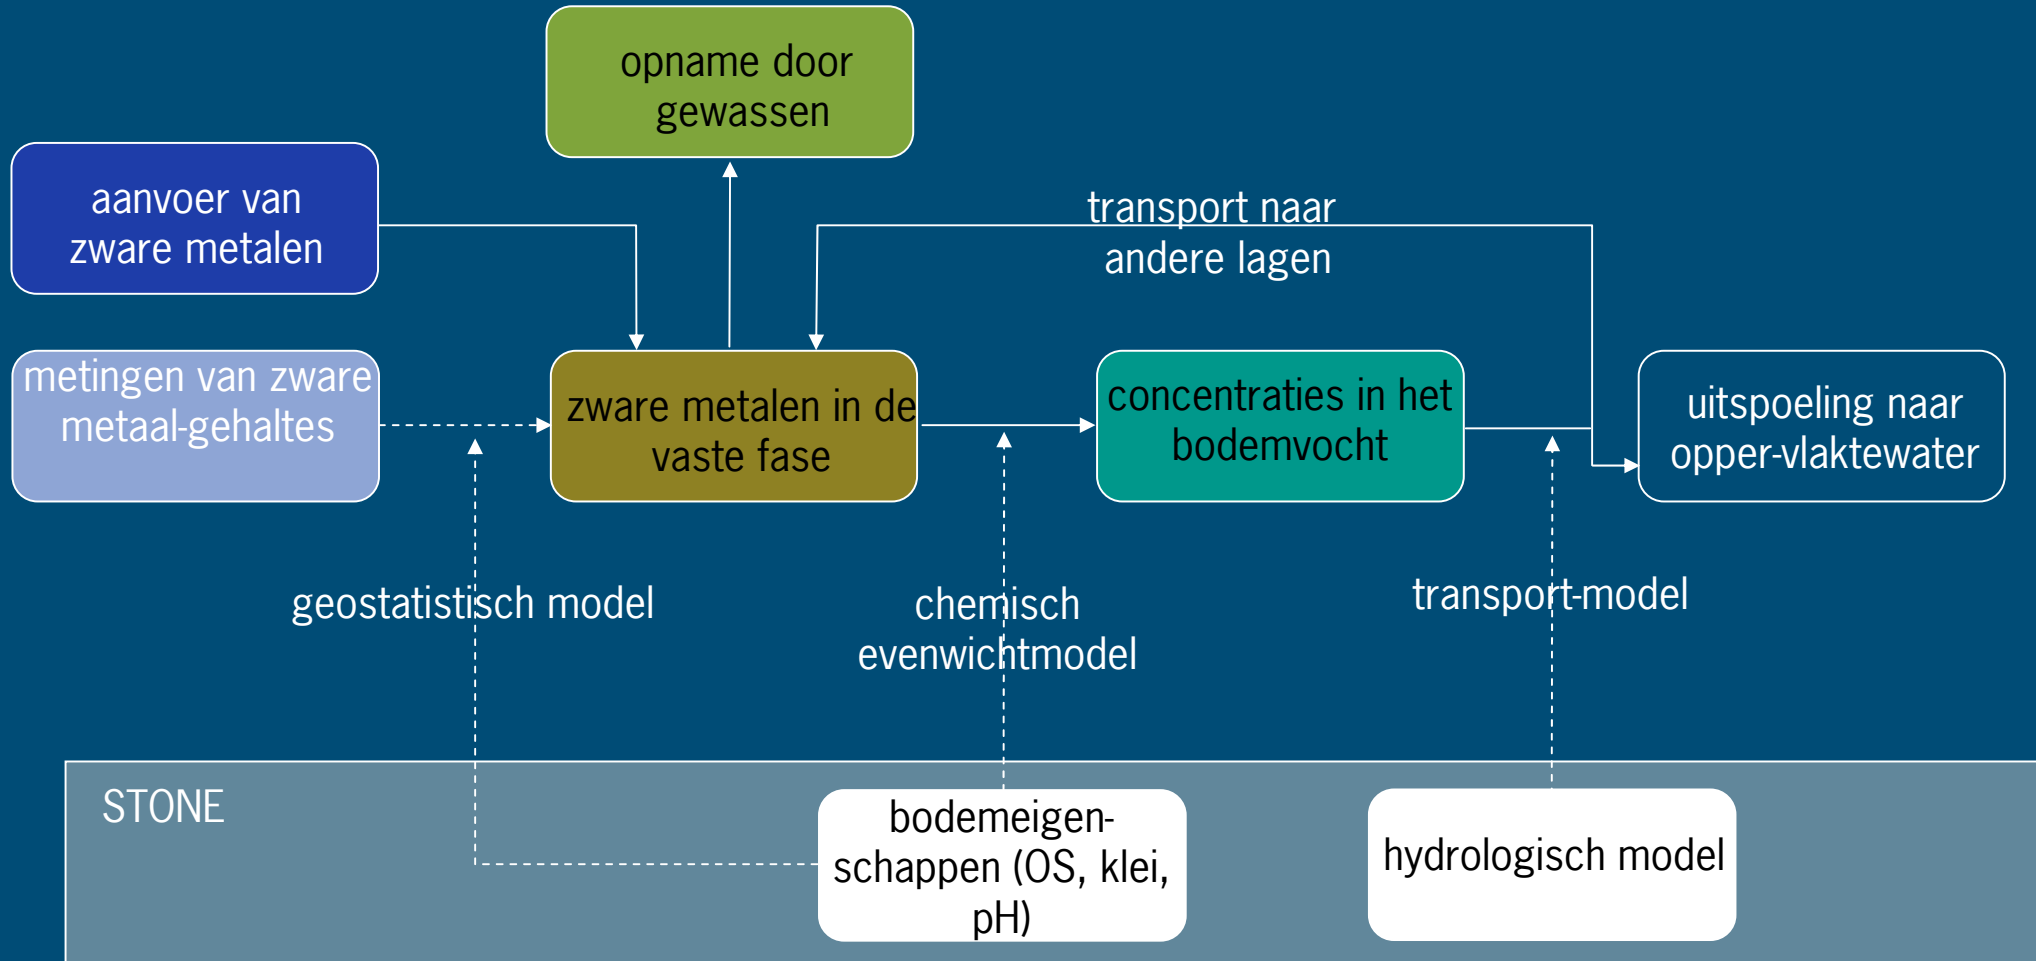 opname door
gewassen
aanvoer van
zware metalen
transport naar
andere lagen
metingen van zware
metaal-gehaltes
zware metalen in de
vaste fase
concentraties in het
bodemvocht
uitspoeling naar
opper-vlaktewater
geostatistisch model
chemisch
evenwichtmodel
transport-model
STONE
bodemeigen-
schappen (OS, klei,
pH)
hydrologisch model